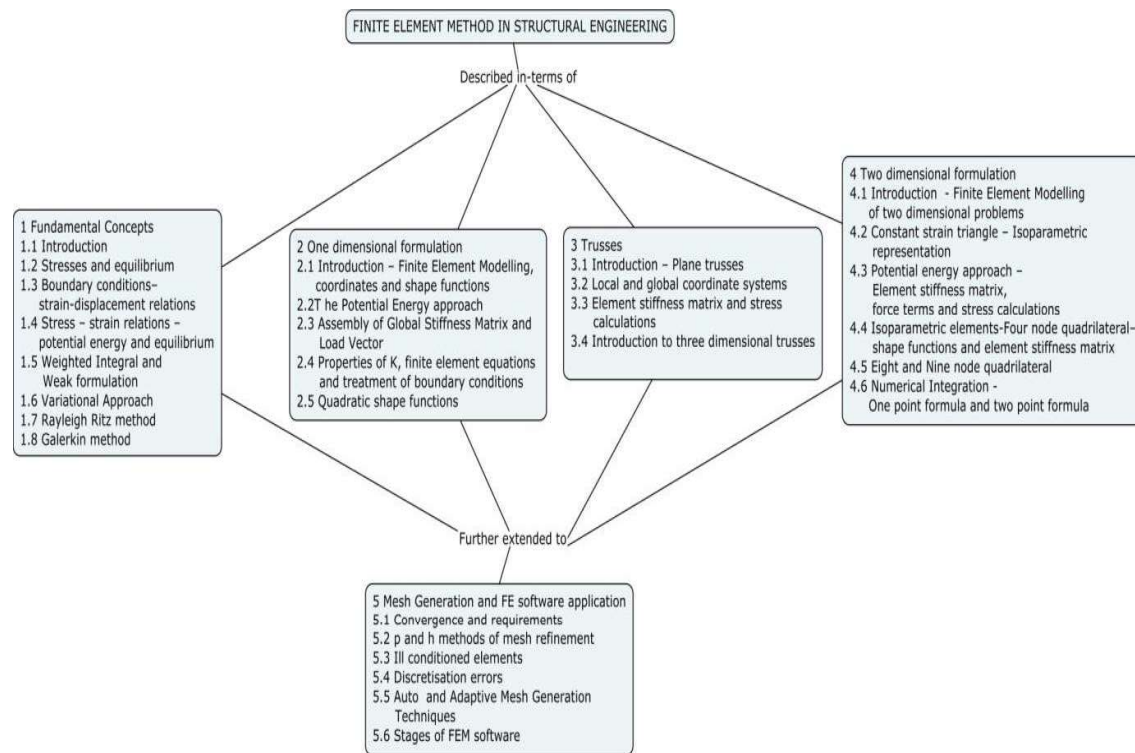 FINITE ELEMENT METHOD IN STRUCTURAL ENGINEERING
Described in-terms of
1 Fundamental Concepts
1.1 Introduction
1.2 Stresses and equilibrium
1.3 Boundary conditions–
strain-displacement relations
1.4 Stress – strain relations –
potential energy and equilibrium
1.5 Weighted Integral and
Weak formulation
1.6 Variational Approach
1.7 Rayleigh Ritz method
1.8 Galerkin method
2 One dimensional formulation
2.1 Introduction – Finite Element Modelling,
coordinates and shape functions
2.2T he Potential Energy approach
2.3 Assembly of Global Stiffness Matrix and
Load Vector
2.4 Properties of K, finite element equations
and treatment of boundary conditions
2.5 Quadratic shape functions
3 Trusses
3.1 Introduction – Plane trusses
3.2 Local and global coordinate systems
3.3 Element stiffness matrix and stress
calculations
3.4 Introduction to three dimensional trusses
4 Two dimensional formulation
4.1 Introduction - Finite Element Modelling
of two dimensional problems
4.2 Constant strain triangle – Isoparametric
representation
4.3 Potential energy approach –
Element stiffness matrix,
force terms and stress calculations
4.4 Isoparametric elements-Four node quadrilateral–
shape functions and element stiffness matrix
4.5 Eight and Nine node quadrilateral
4.6 Numerical Integration -
One point formula and two point formula
Further extended to
5 Mesh Generation and FE software application
5.1 Convergence and requirements
5.2 p and h methods of mesh refinement
5.3 Ill conditioned elements
5.4 Discretisation errors
5.5 Auto and Adaptive Mesh Generation
Techniques
5.6 Stages of FEM software